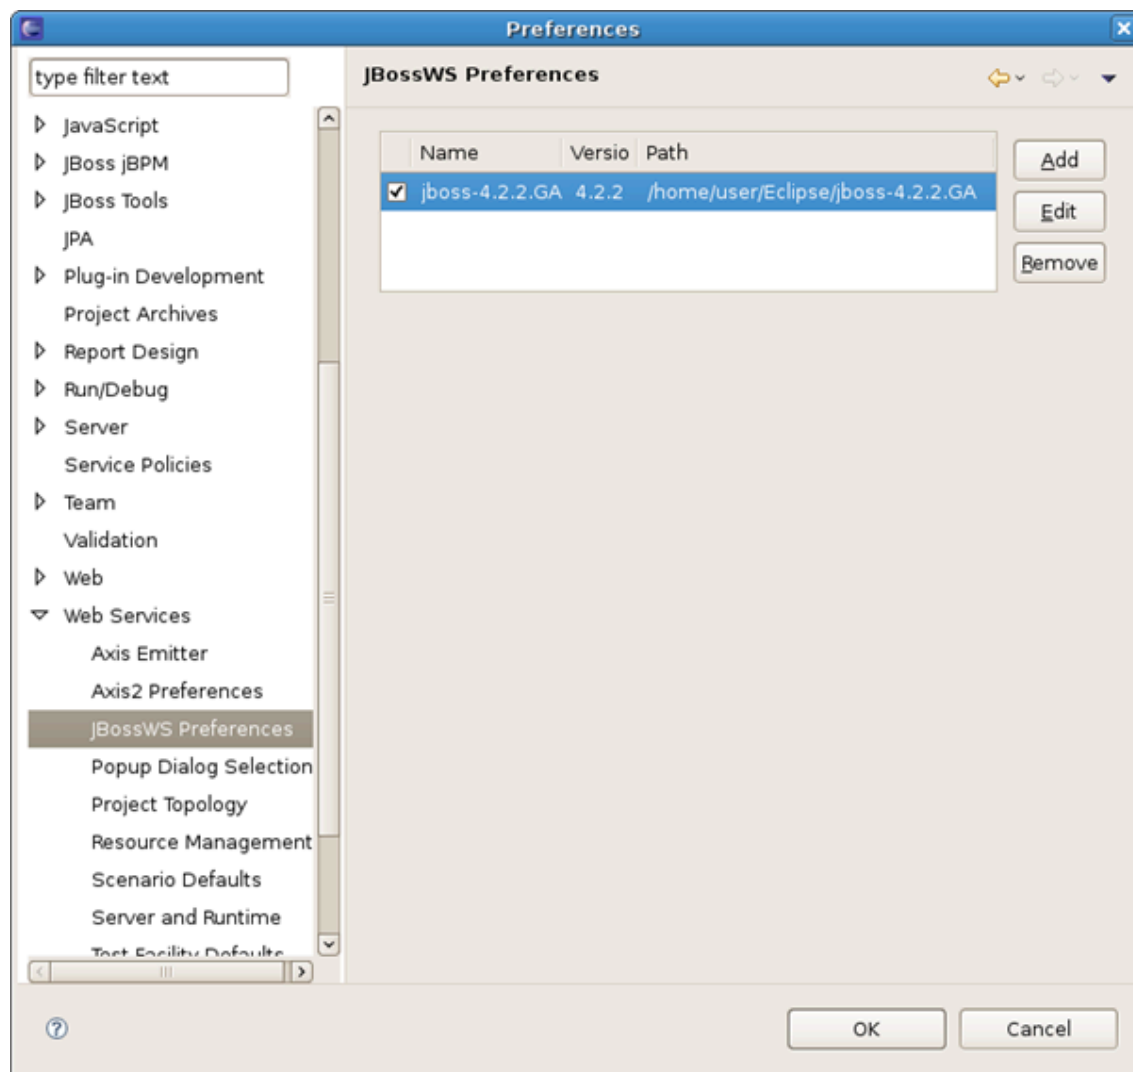 Preferences
type filter text
JavaScript
JBoss jBPM
JBoss Tools
JPA
Plug-in Development
Project Archives
Report Design
Run/Debug
Server
Service Policies
Team
Validation
Web
Web Services
Axis Emitter
Axis2 Preferences
JBossWS Preferences
Popup Dialog Selection
Project Topology
Resource Management
Scenario Defaults
Server and Runtime
Test Facility Defaults
JBossWS Preferences
Name Versio Path
jboss-4.2.2.GA 4.2.2 /home/user/Eclipse/jboss-4.2.2.GA
Add
Edit
Remove
OK Cancel